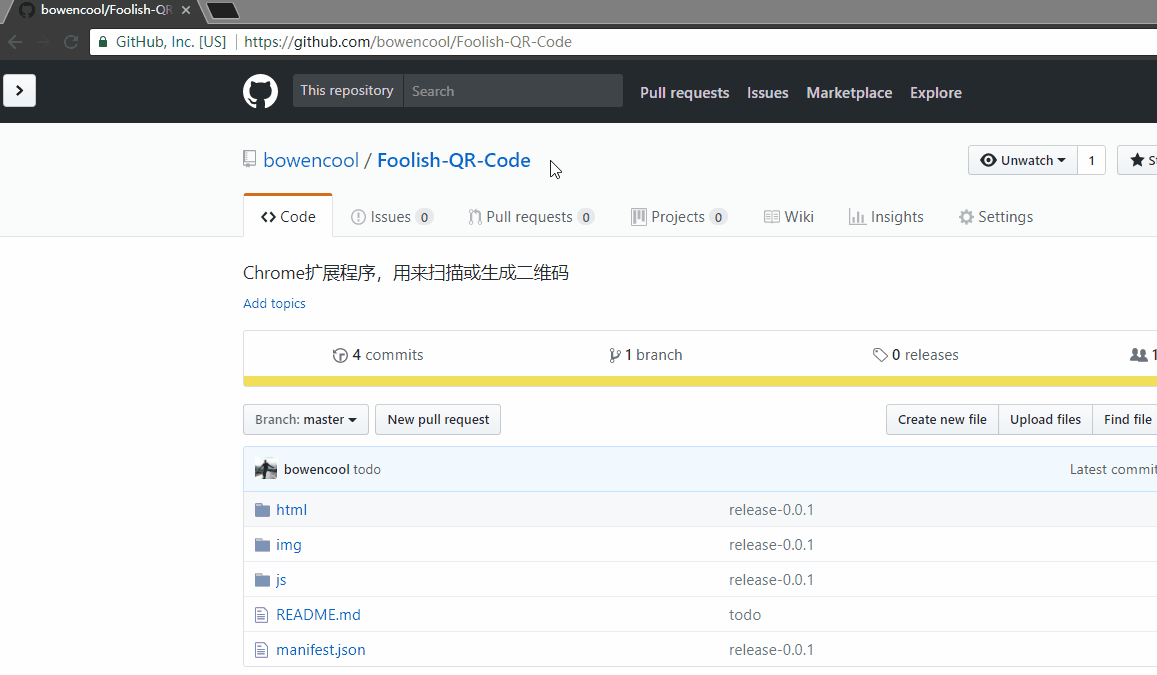 bowencool/Foolish-QR
GitHub, Inc. [US] https://github.com/bowencool/Foolish-QR-Code
This repository Search Pull requests Issues Marketplace Explore
bowencool / Foolish-QR-Code Unwatch 1 S
Code Issues 0 Pull requests 0 Projects 0 Wiki Insights Settings
Chrome扩展程序，用来扫描或生成二维码
Add topics
4 commits 1 branch 0 releases 1
Branch: master New pull request Create new file Upload files Find file
bowencool todo Latest commit
html release-0.0.1
img release-0.0.1
js release-0.0.1
README.md todo
manifest.json release-0.0.1